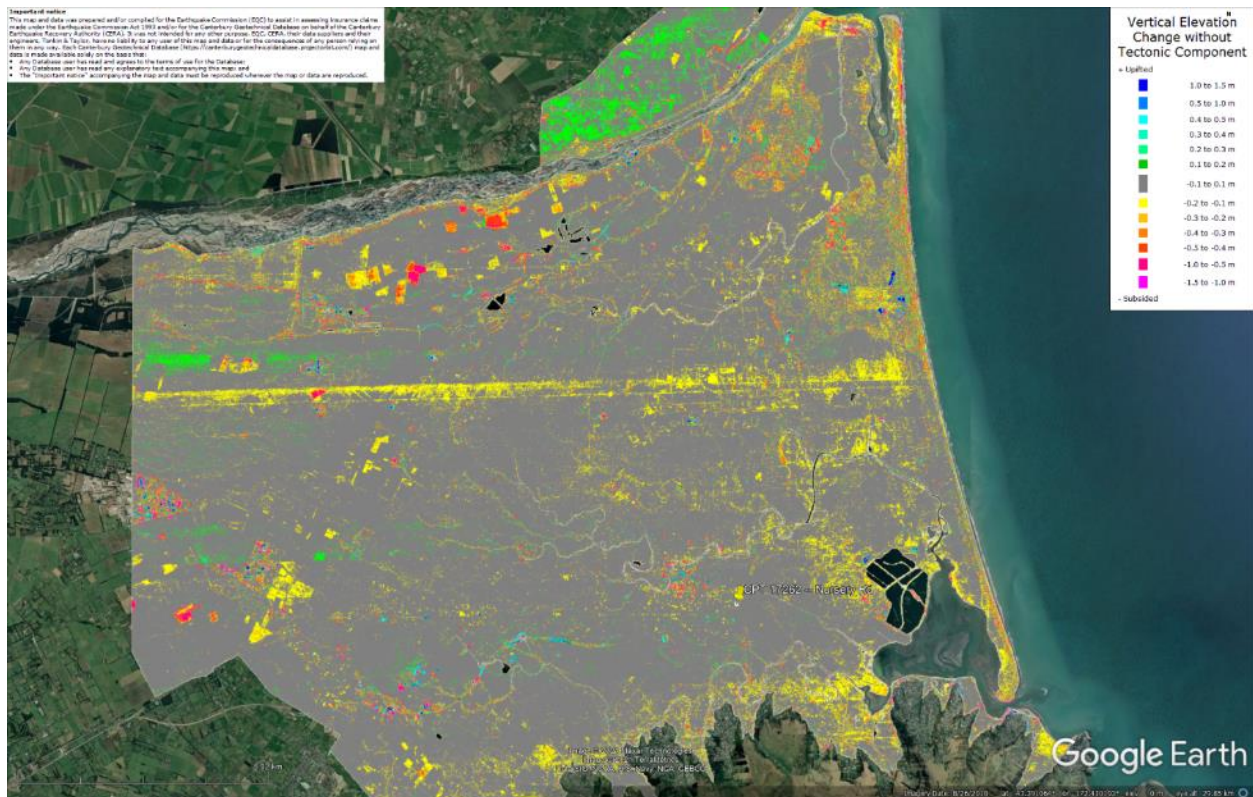 Important notice
This map and data was prepared and/or compiled for the Earthquake Commission (EQC) to assist in assessing insurance claims
made under the Earthquake Commission Act 1993 and/or for the Canterbury Geotechnical Database on behalf of the Canterbury
Earthquake Recovery Authority (CERA). It was not intended for any other purpose. EQC, CERA, their data suppliers and their
engineers, Tonkin & Taylor, have no liability to any user of this map and data or for the consequences of any person relying on
them in any way. Each Canterbury Geotechnical Database (https://canterburygeotechnicaldatabase.projectorbit.com/) map and
data is made available solely on the basis that:
• Any Database user has read and agrees to the terms of use for the Database;
• Any Database user has read any explanatory text accompanying this map; and
• The "Important notice" accompanying the map and data must be reproduced wherever the map or data are reproduced.
N
Vertical Elevation
Change without
Tectonic Component
+ Uplifted
1.0 to 1.5 m
0.5 to 1.0 m
0.4 to 0.5 m
0.3 to 0.4 m
0.2 to 0.3 m
0.1 to 0.2 m
-0.1 to 0.1 m
-0.2 to -0.1 m
-0.3 to -0.2 m
-0.4 to -0.3 m
-0.5 to -0.4 m
-1.0 to -0.5 m
-1.5 to -1.0 m
- Subsided
CPT 17262 - Nursery Rd
Google Earth